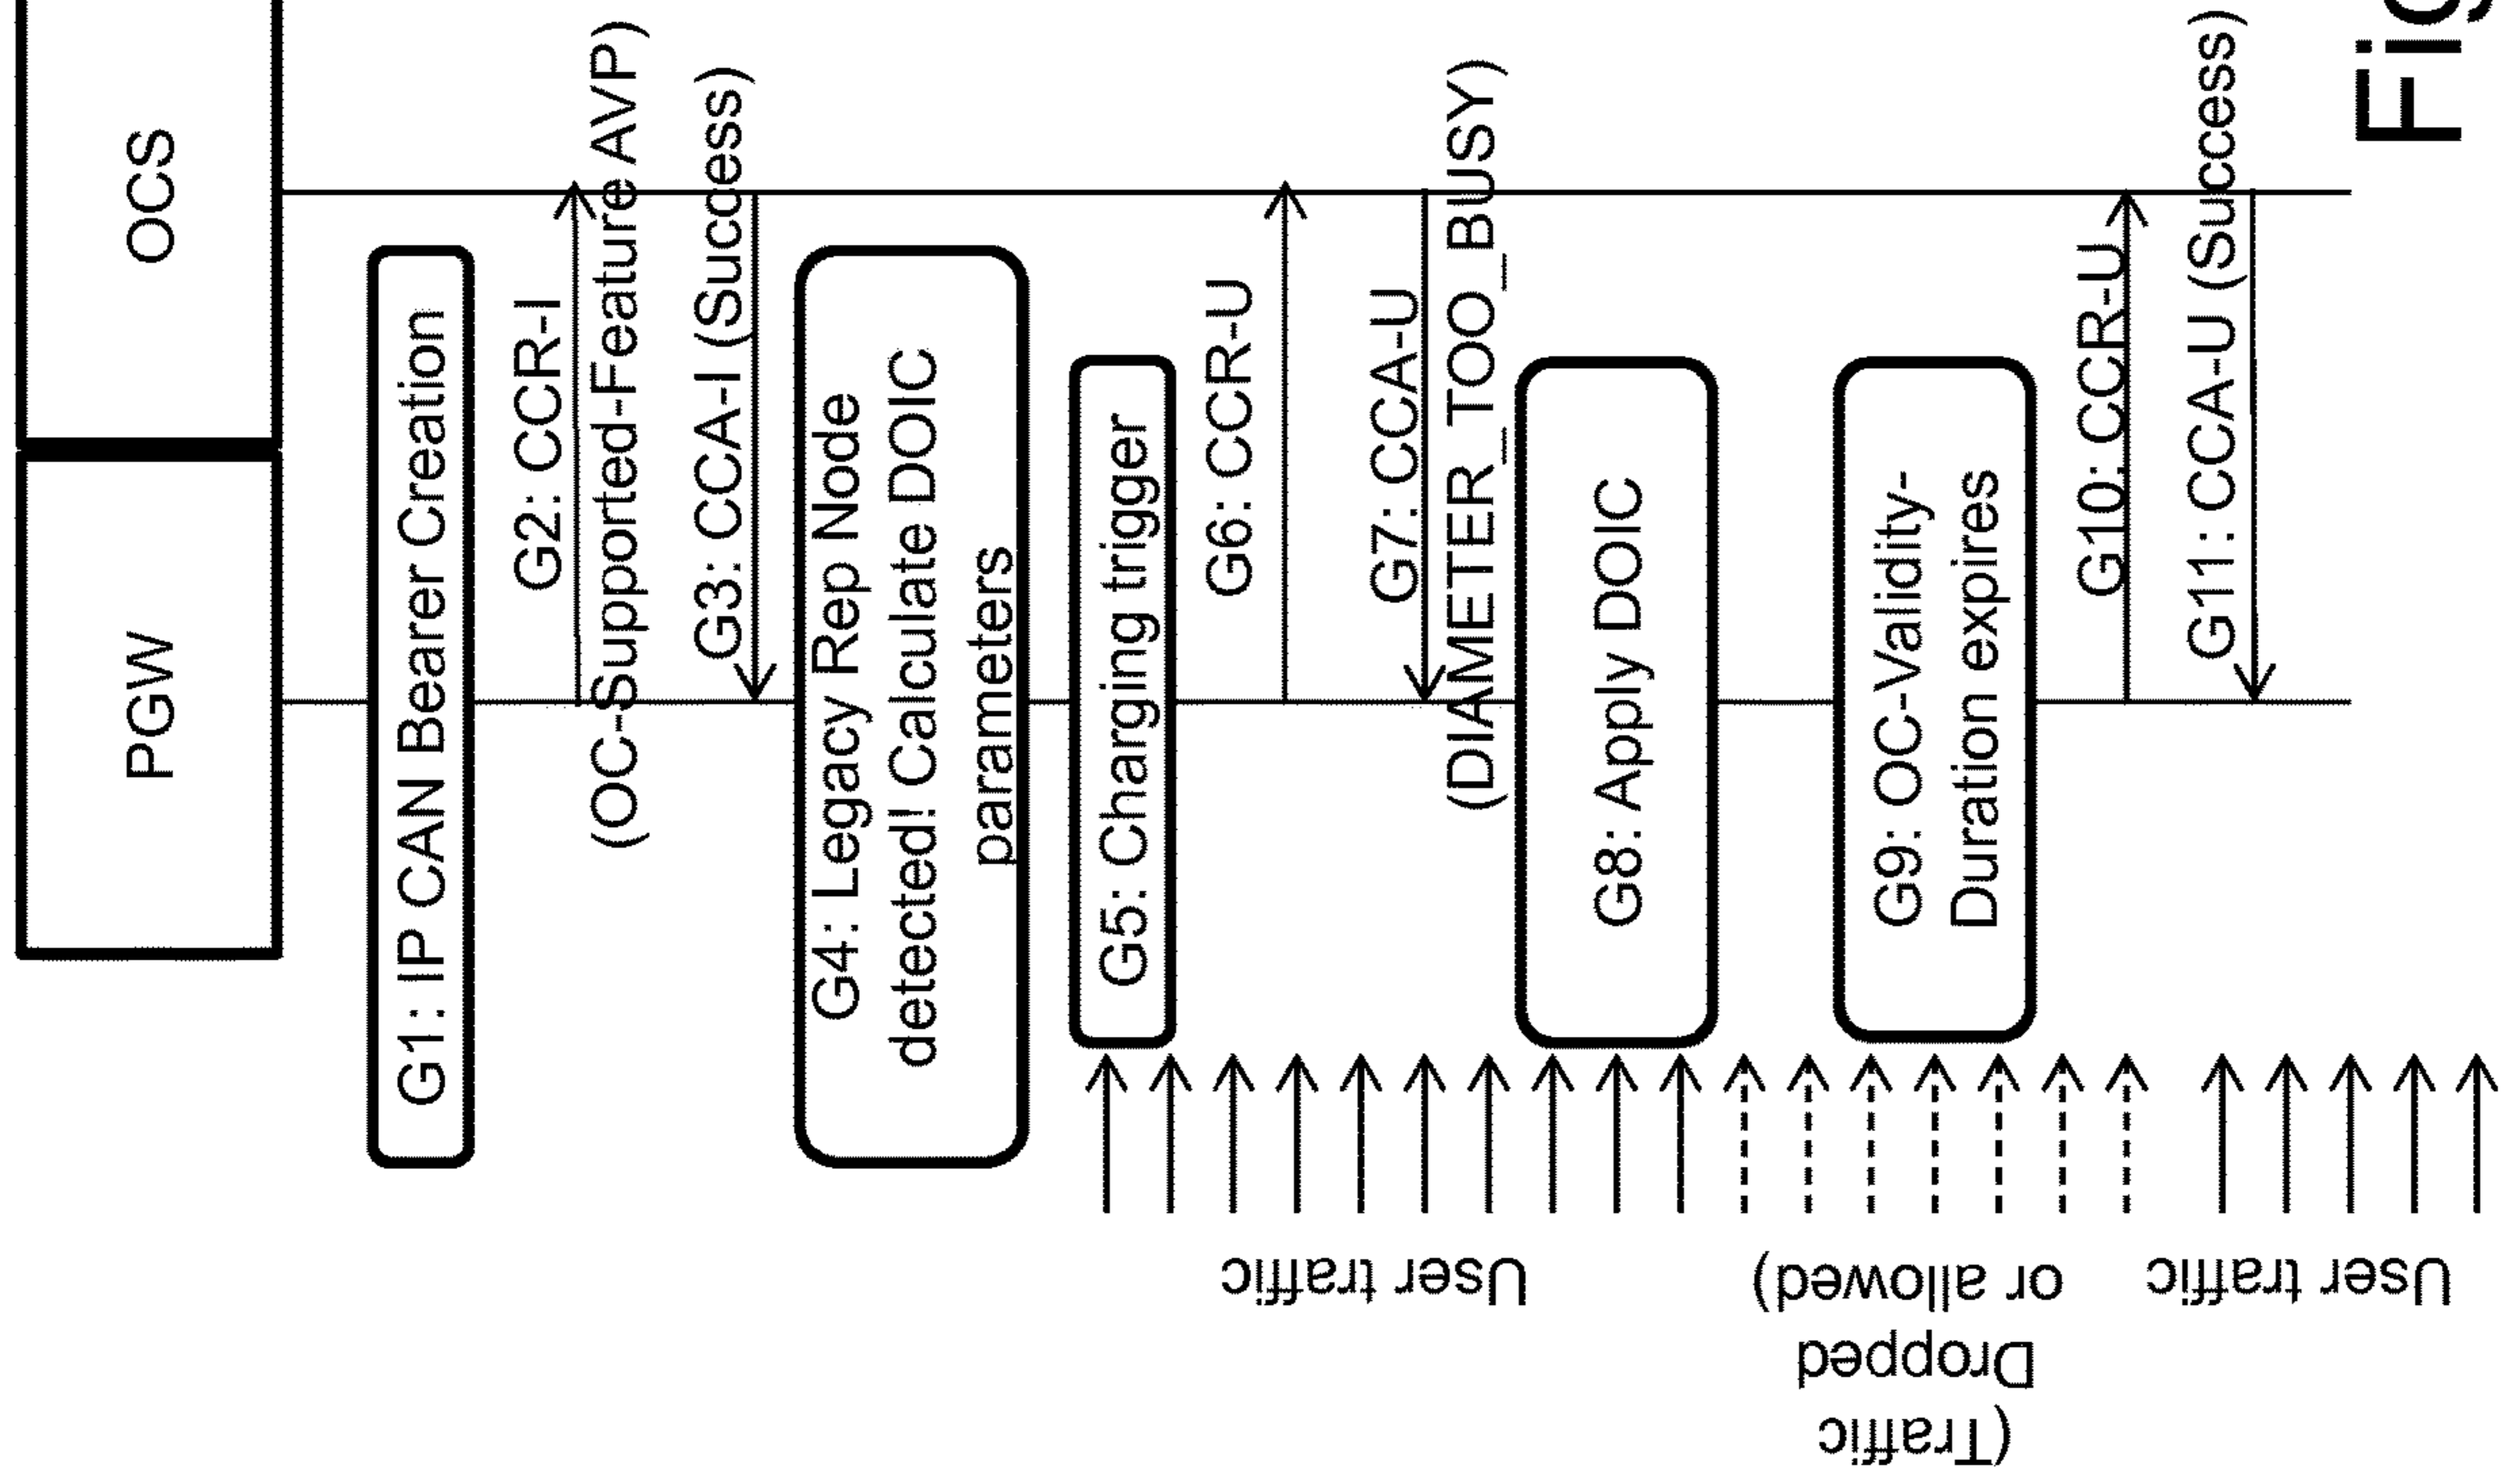 PGW
OCS
G1: IP CAN Bearer Creation
G2: CCR-I
(OC-Supported-Feature AVP)
G3: CCA-I (Success)
G4: Legacy Rep Node
detected! Calculate DOIC
parameters
G5: Charging trigger
G6: CCR-U
G7: CCA-U
(DIAMETER_TOO_BUSY)
G8: Apply DOIC
G9: OC-Validity-
Duration expires
G10: CCR-U
G11: CCA-U (Success)
User traffic
(Traffic
Dropped
or allowed)
User traffic